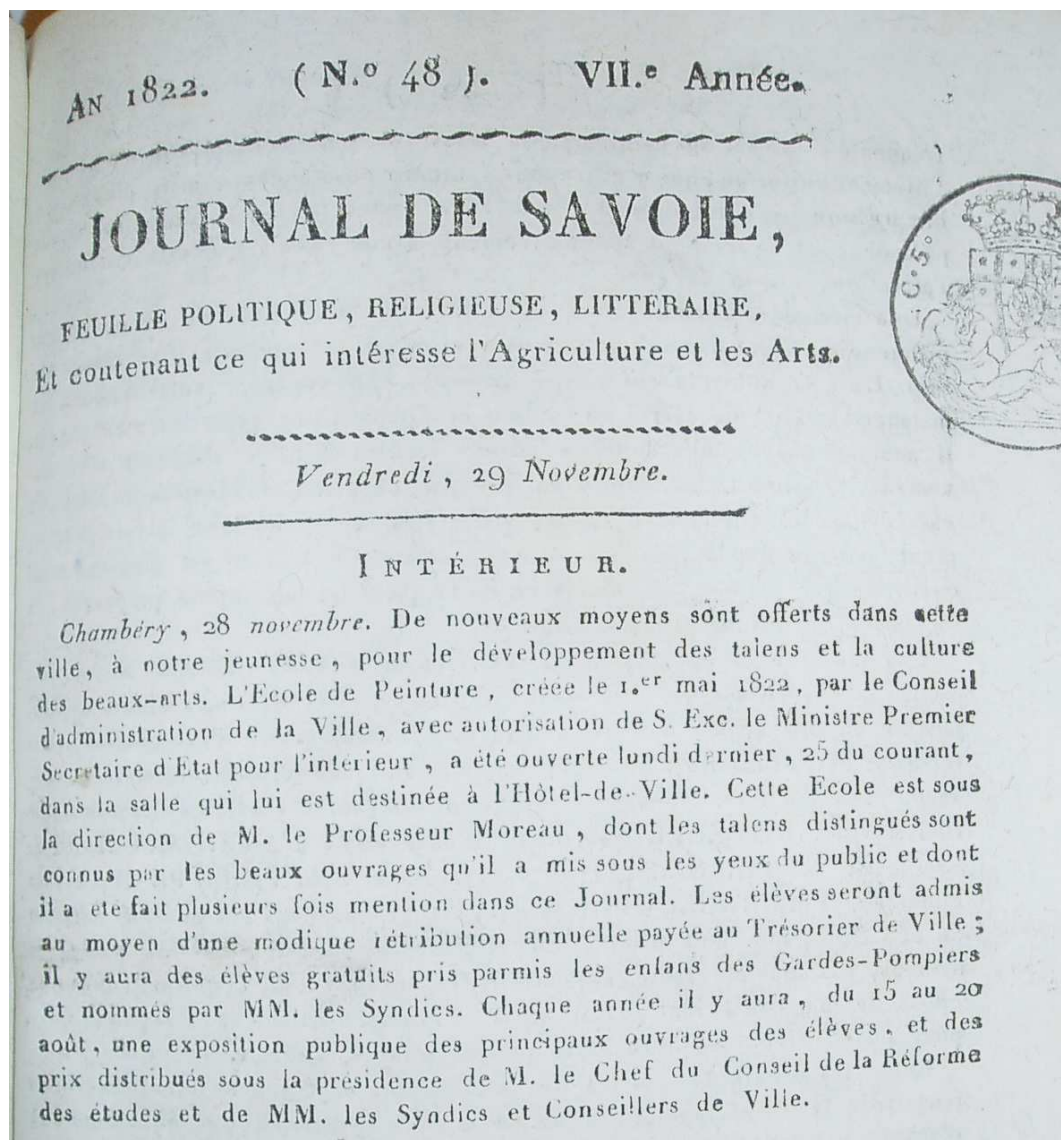 AN 1822. ( N.º 48 ). VII.e Année.
JOURNAL DE SAVOIE,
FEUILLE POLITIQUE, RELIGIEUSE, LITTERAIRE,
Et contenant ce qui intéresse l'Agriculture et les Arts.
C. 5º
Vendredi, 29 Novembre.
INTÉRIEUR.
Chambéry, 28 novembre. De nouveaux moyens sont offerts dans cette
ville, à notre jeunesse, pour le développement des talens et la culture
des beaux-arts. L'Ecole de Peinture, créée le 1.er mai 1822, par le Conseil
d'administration de la Ville, avec autorisation de S. Exc. le Ministre Premier
Secrétaire d'Etat pour l'intérieur, a été ouverte lundi dernier, 25 du courant,
dans la salle qui lui est destinée à l'Hôtel-de-Ville. Cette Ecole est sous
la direction de M. le Professeur Moreau, dont les talens distingués sont
connus par les beaux ouvrages qu'il a mis sous les yeux du public et dont
il a ete fait plusieurs fois mention dans ce Journal. Les élèves seront admis
au moyen d'une modique rétribution annuelle payée au Trésorier de Ville;
il y aura des élèves gratuits pris parmis les enfans des Gardes-Pompiers
et nommés par MM. les Syndics. Chaque année il y aura, du 15 au 20
août, une exposition publique des principaux ouvrages des élèves, et des
prix distribués sous la présidence de M. le Chef du Conseil de la Réforme
des études et de MM. les Syndics et Conseillers de Ville.